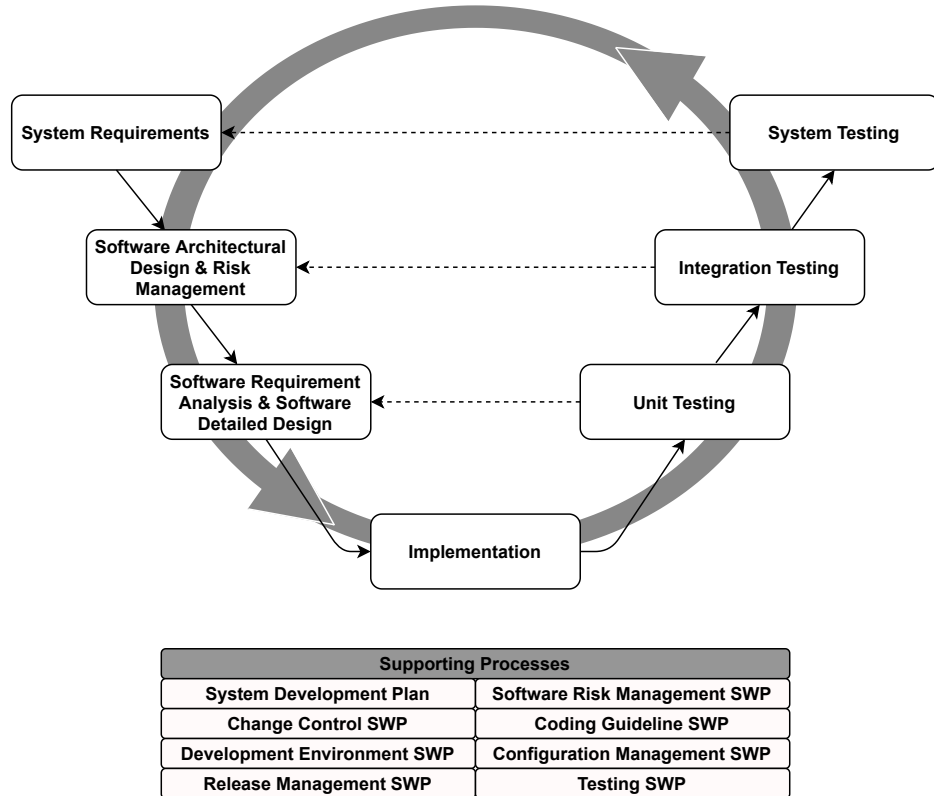 System Requirements
System Testing
Software Architectural
Design & Risk
Management
Integration Testing
Software Requirement
Analysis & Software
Detailed Design
Unit Testing
Implementation
Supporting Processes
System Development Plan
Software Risk Management SWP
Change Control SWP
Coding Guideline SWP
Development Environment SWP
Configuration Management SWP
Release Management SWP
Testing SWP